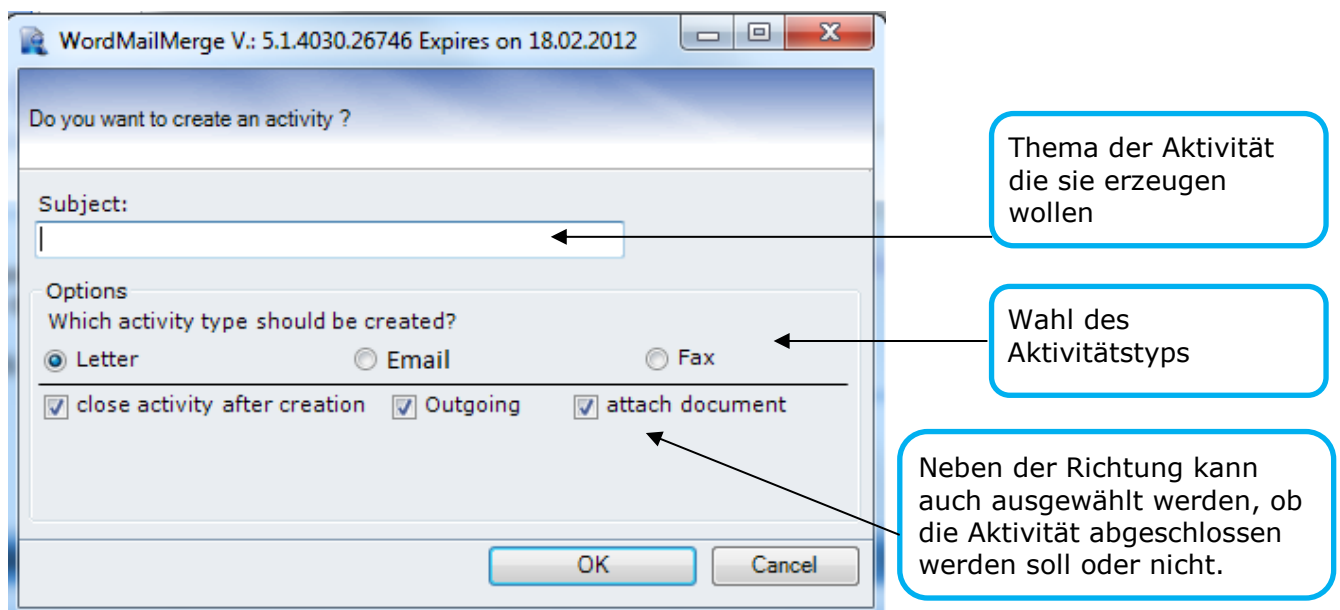 WordMailMerge V.: 5.1.4030.26746 Expires on 18.02.2012
Do you want to create an activity ?
Subject:
Options
Which activity type should be created?
Letter Email Fax
close activity after creation Outgoing attach document
OK Cancel
Thema der Aktivität
die sie erzeugen
wollen
Wahl des
Aktivitätstyps
Neben der Richtung kann
auch ausgewählt werden, ob
die Aktivität abgeschlossen
werden soll oder nicht.